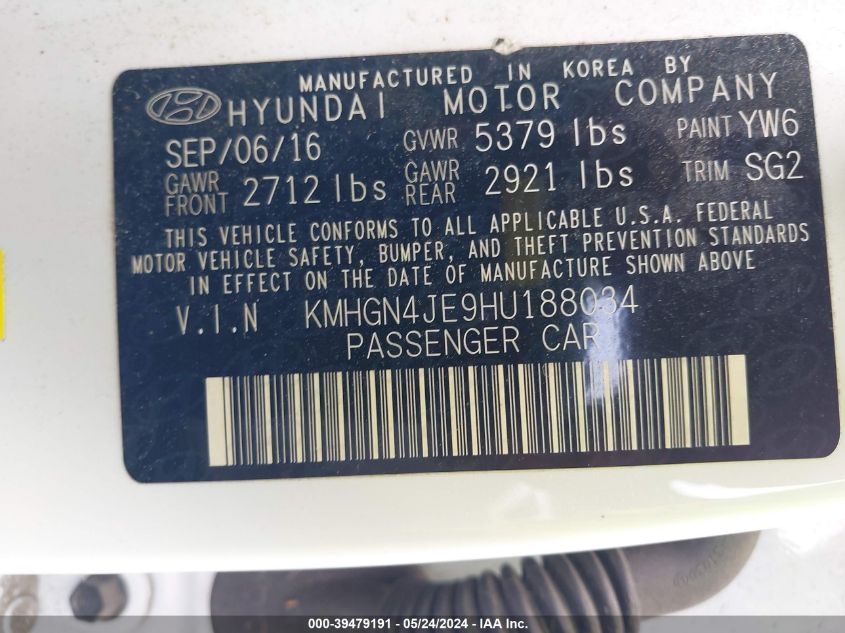 MANUFACTURED IN KOREA BY
HYUNDAI MOTOR COMPANY
SEP/06/16 GVWR 5379 lbs PAINT YW6
GAWR FRONT 2712 lbs GAWR REAR 2921 lbs TRIM SG2
THIS VEHICLE CONFORMS TO ALL APPLICABLE U.S.A. FEDERAL
MOTOR VEHICLE SAFETY, BUMPER, AND THEFT PREVENTION STANDARDS
IN EFFECT ON THE DATE OF MANUFACTURE SHOWN ABOVE
V.I.N KMHGN4JE9HU188034
PASSENGER CAR
000-39479191 / 05/24/2024 - IAA Inc.